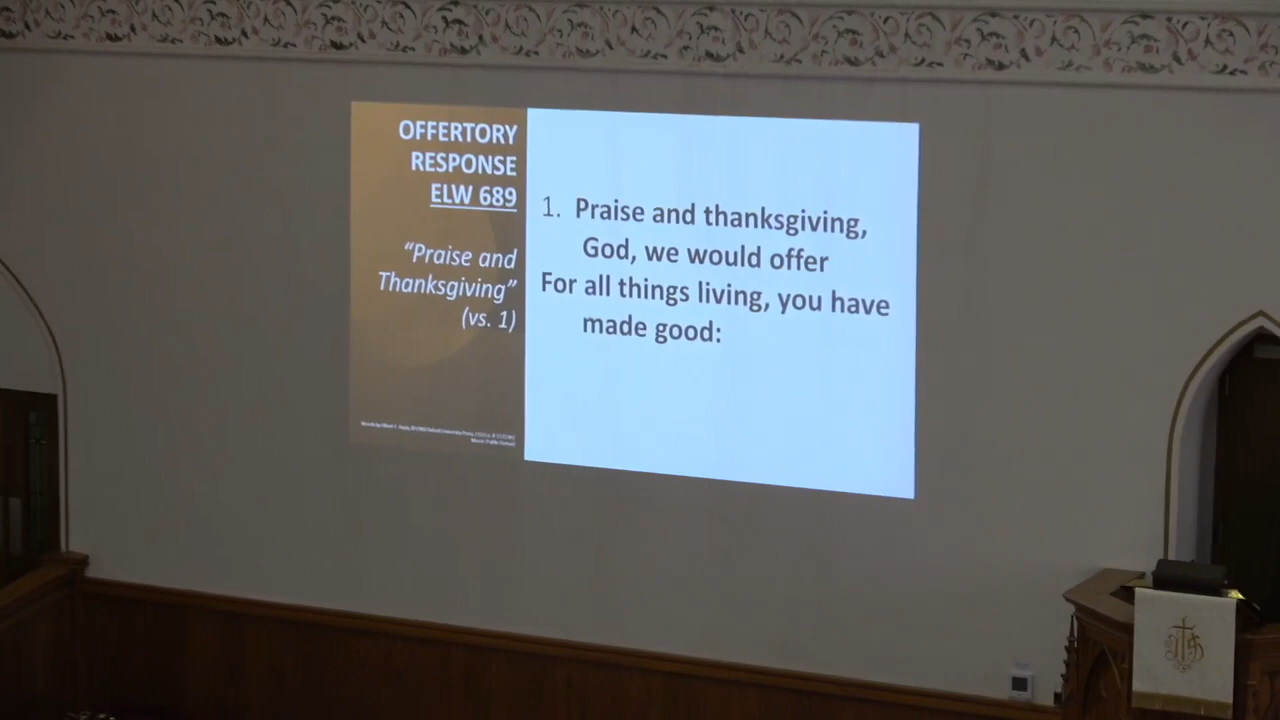 OFFERTORY
RESPONSE
ELW 689
“Praise and
Thanksgiving”
(vs. 1)
1. Praise and thanksgiving,
God, we would offer
For all things living, you have
made good: